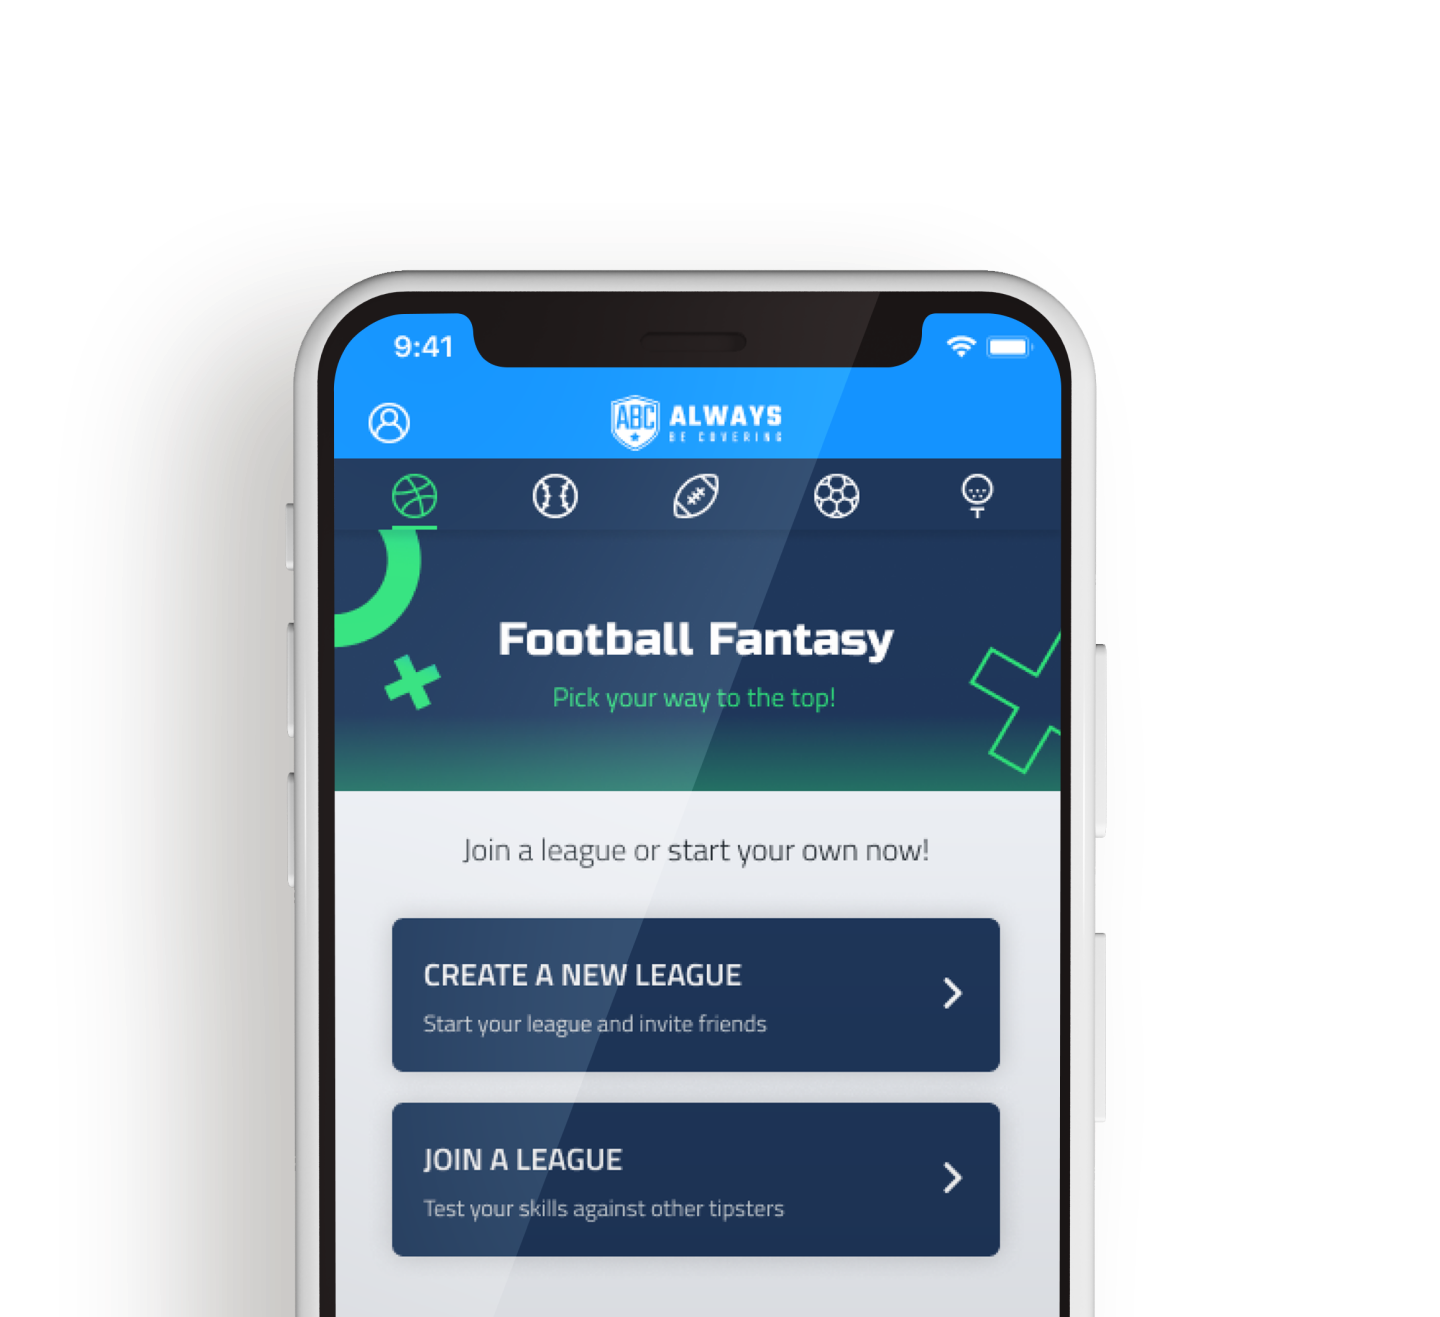 9:41
ABC ALWAYS
BE COVERING
Football Fantasy
Pick your way to the top!
Join a league or start your own now!
CREATE A NEW LEAGUE
Start your league and invite friends
JOIN A LEAGUE
Test your skills against other tipsters